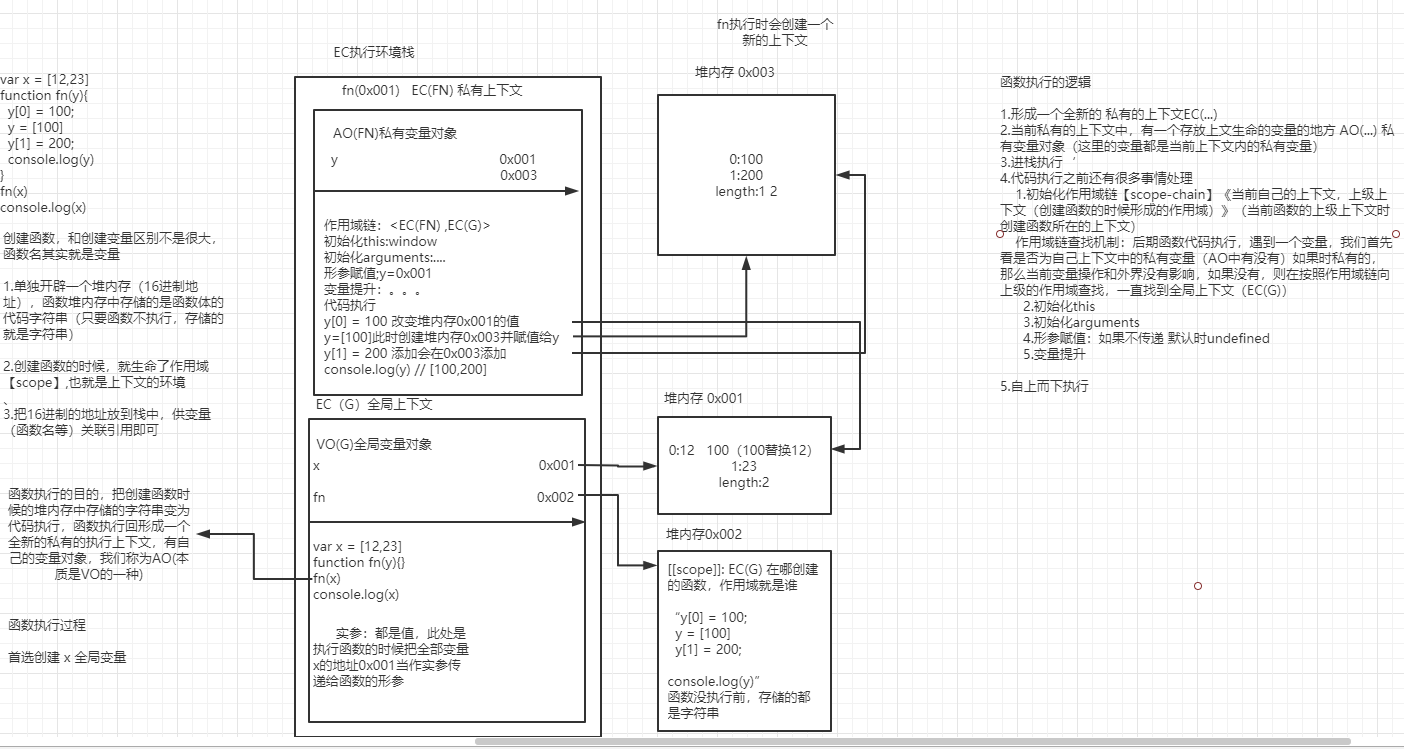 var x = [12,23]
function fn(y){
y[0] = 100;
y = [100]
y[1] = 200;
console.log(y)
}
fn(x)
console.log(x)
创建函数，和创建变量区别不是很大，
函数名其实就是变量
1.单独开辟一个堆内存（16进制地
址），函数堆内存中存储的是函数体的
代码字符串（只要函数不执行，存储的
就是字符串）
2.创建函数的时候，就生命了作用域
【scope】,也就是上下文的环境
、
3.把16进制的地址放到栈中，供变量
（函数名等）关联引用即可
函数执行的目的，把创建函数时
候的堆内存中存储的字符串变为
代码执行，函数执行回形成一个
全新的私有的执行上下文，有自
己的变量对象，我们称为AO(本
质是VO的一种)
函数执行过程
首选创建 x 全局变量
EC执行环境栈
fn(0x001) EC(FN) 私有上下文
AO(FN)私有变量对象
y 0x001
0x003
作用域链：<EC(FN) ,EC(G)>
初始化this:window
初始化arguments:....
形参赋值;y=0x001
变量提升：。。。
代码执行
y[0] = 100 改变堆内存0x001的值
y=[100]此时创建堆内存0x003并赋值给y
y[1] = 200 添加会在0x003添加
console.log(y) // [100,200]
EC（G）全局上下文
VO(G)全局变量对象
x 0x001
fn 0x002
var x = [12,23]
function fn(y){}
fn(x)
console.log(x)
实参：都是值，此处是
执行函数的时候把全部变量
x的地址0x001当作实参传
递给函数的形参
fn执行时会创建一个
新的上下文
堆内存 0x003
0:100
1:200
length:1 2
堆内存 0x001
0:12 100（100替换12）
1:23
length:2
堆内存0x002
[[scope]]: EC(G) 在哪创建
的函数，作用域就是谁
“y[0] = 100;
y = [100]
y[1] = 200;
console.log(y)”
函数没执行前，存储的都
是字符串
函数执行的逻辑
1.形成一个全新的 私有的上下文EC(...)
2.当前私有的上下文中，有一个存放上文生命的变量的地方 AO(...) 私
有变量对象（这里的变量都是当前上下文内的私有变量）
3.进栈执行 ‘
4.代码执行之前还有很多事情处理
1.初始化作用域链【scope-chain】《当前自己的上下文，上级上
下文（创建函数的时候形成的作用域）》（当前函数的上级上下文时
创建函数所在的上下文）
作用域链查找机制：后期函数代码执行，遇到一个变量，我们首先
看是否为自己上下文中的私有变量（AO中有没有）如果时私有的，
那么当前变量操作和外界没有影响，如果没有，则在按照作用域链向
上级的作用域查找，一直找到全局上下文（EC(G)）
2.初始化this
3.初始化arguments
4.形参赋值：如果不传递 默认时undefined
5.变量提升
5.自上而下执行